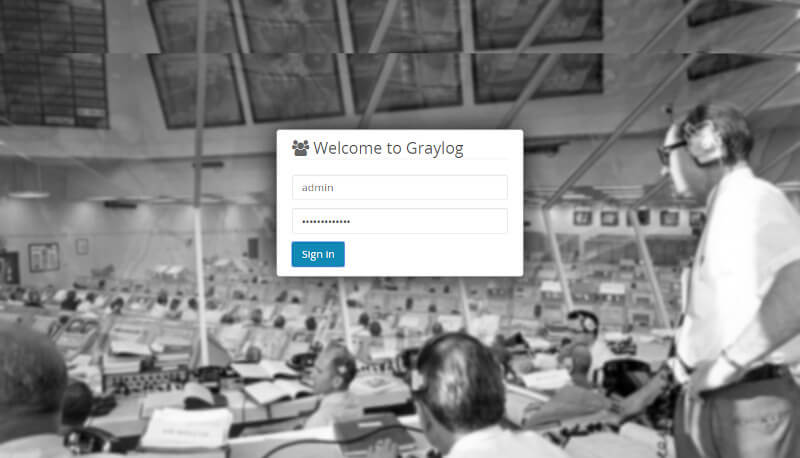 Welcome to Graylog
admin
•••••••••••••
Sign in